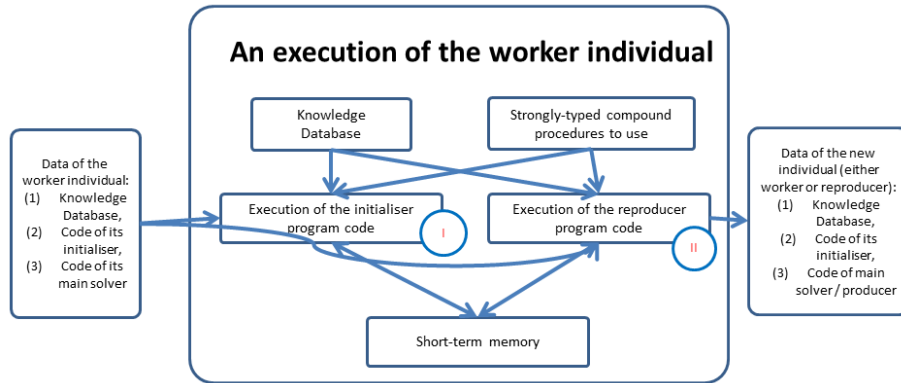 An execution of the worker individual
Knowledge
Database
Strongly-typed compound
procedures to use
Data of the
worker individual:
(1) Knowledge
Database,
(2) Code of its
initialiser,
(3) Code of its
main solver
Execution of the initialiser
program code
I
Execution of the reproducer
program code
II
Data of the new
individual (either
worker or reproducer):
(1) Knowledge
Database,
(2) Code of its
initialiser,
(3) Code of main
solver / producer
Short-term memory